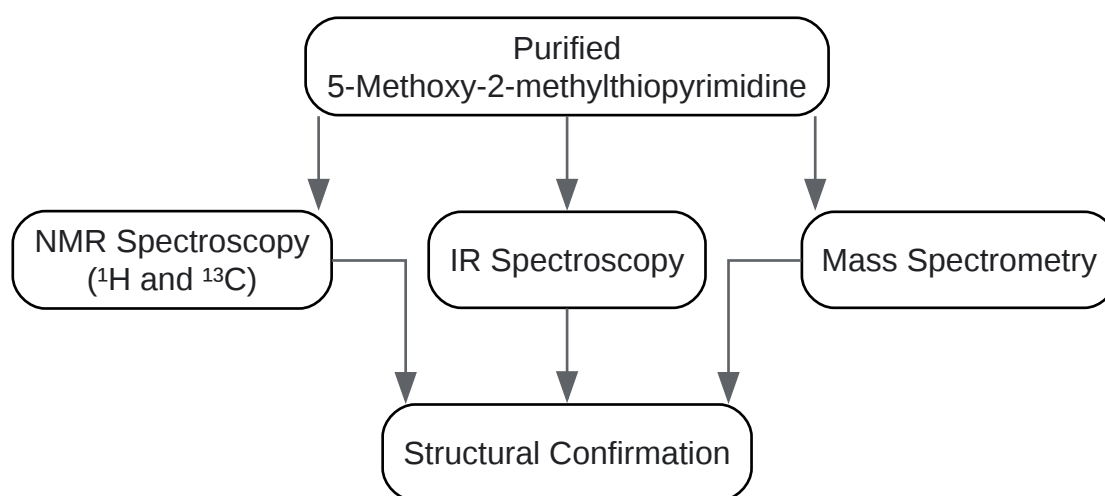 Purified
5-Methoxy-2-methylthiopyrimidine
NMR Spectroscopy
(¹H and ¹³C)
IR Spectroscopy
Mass Spectrometry
Structural Confirmation